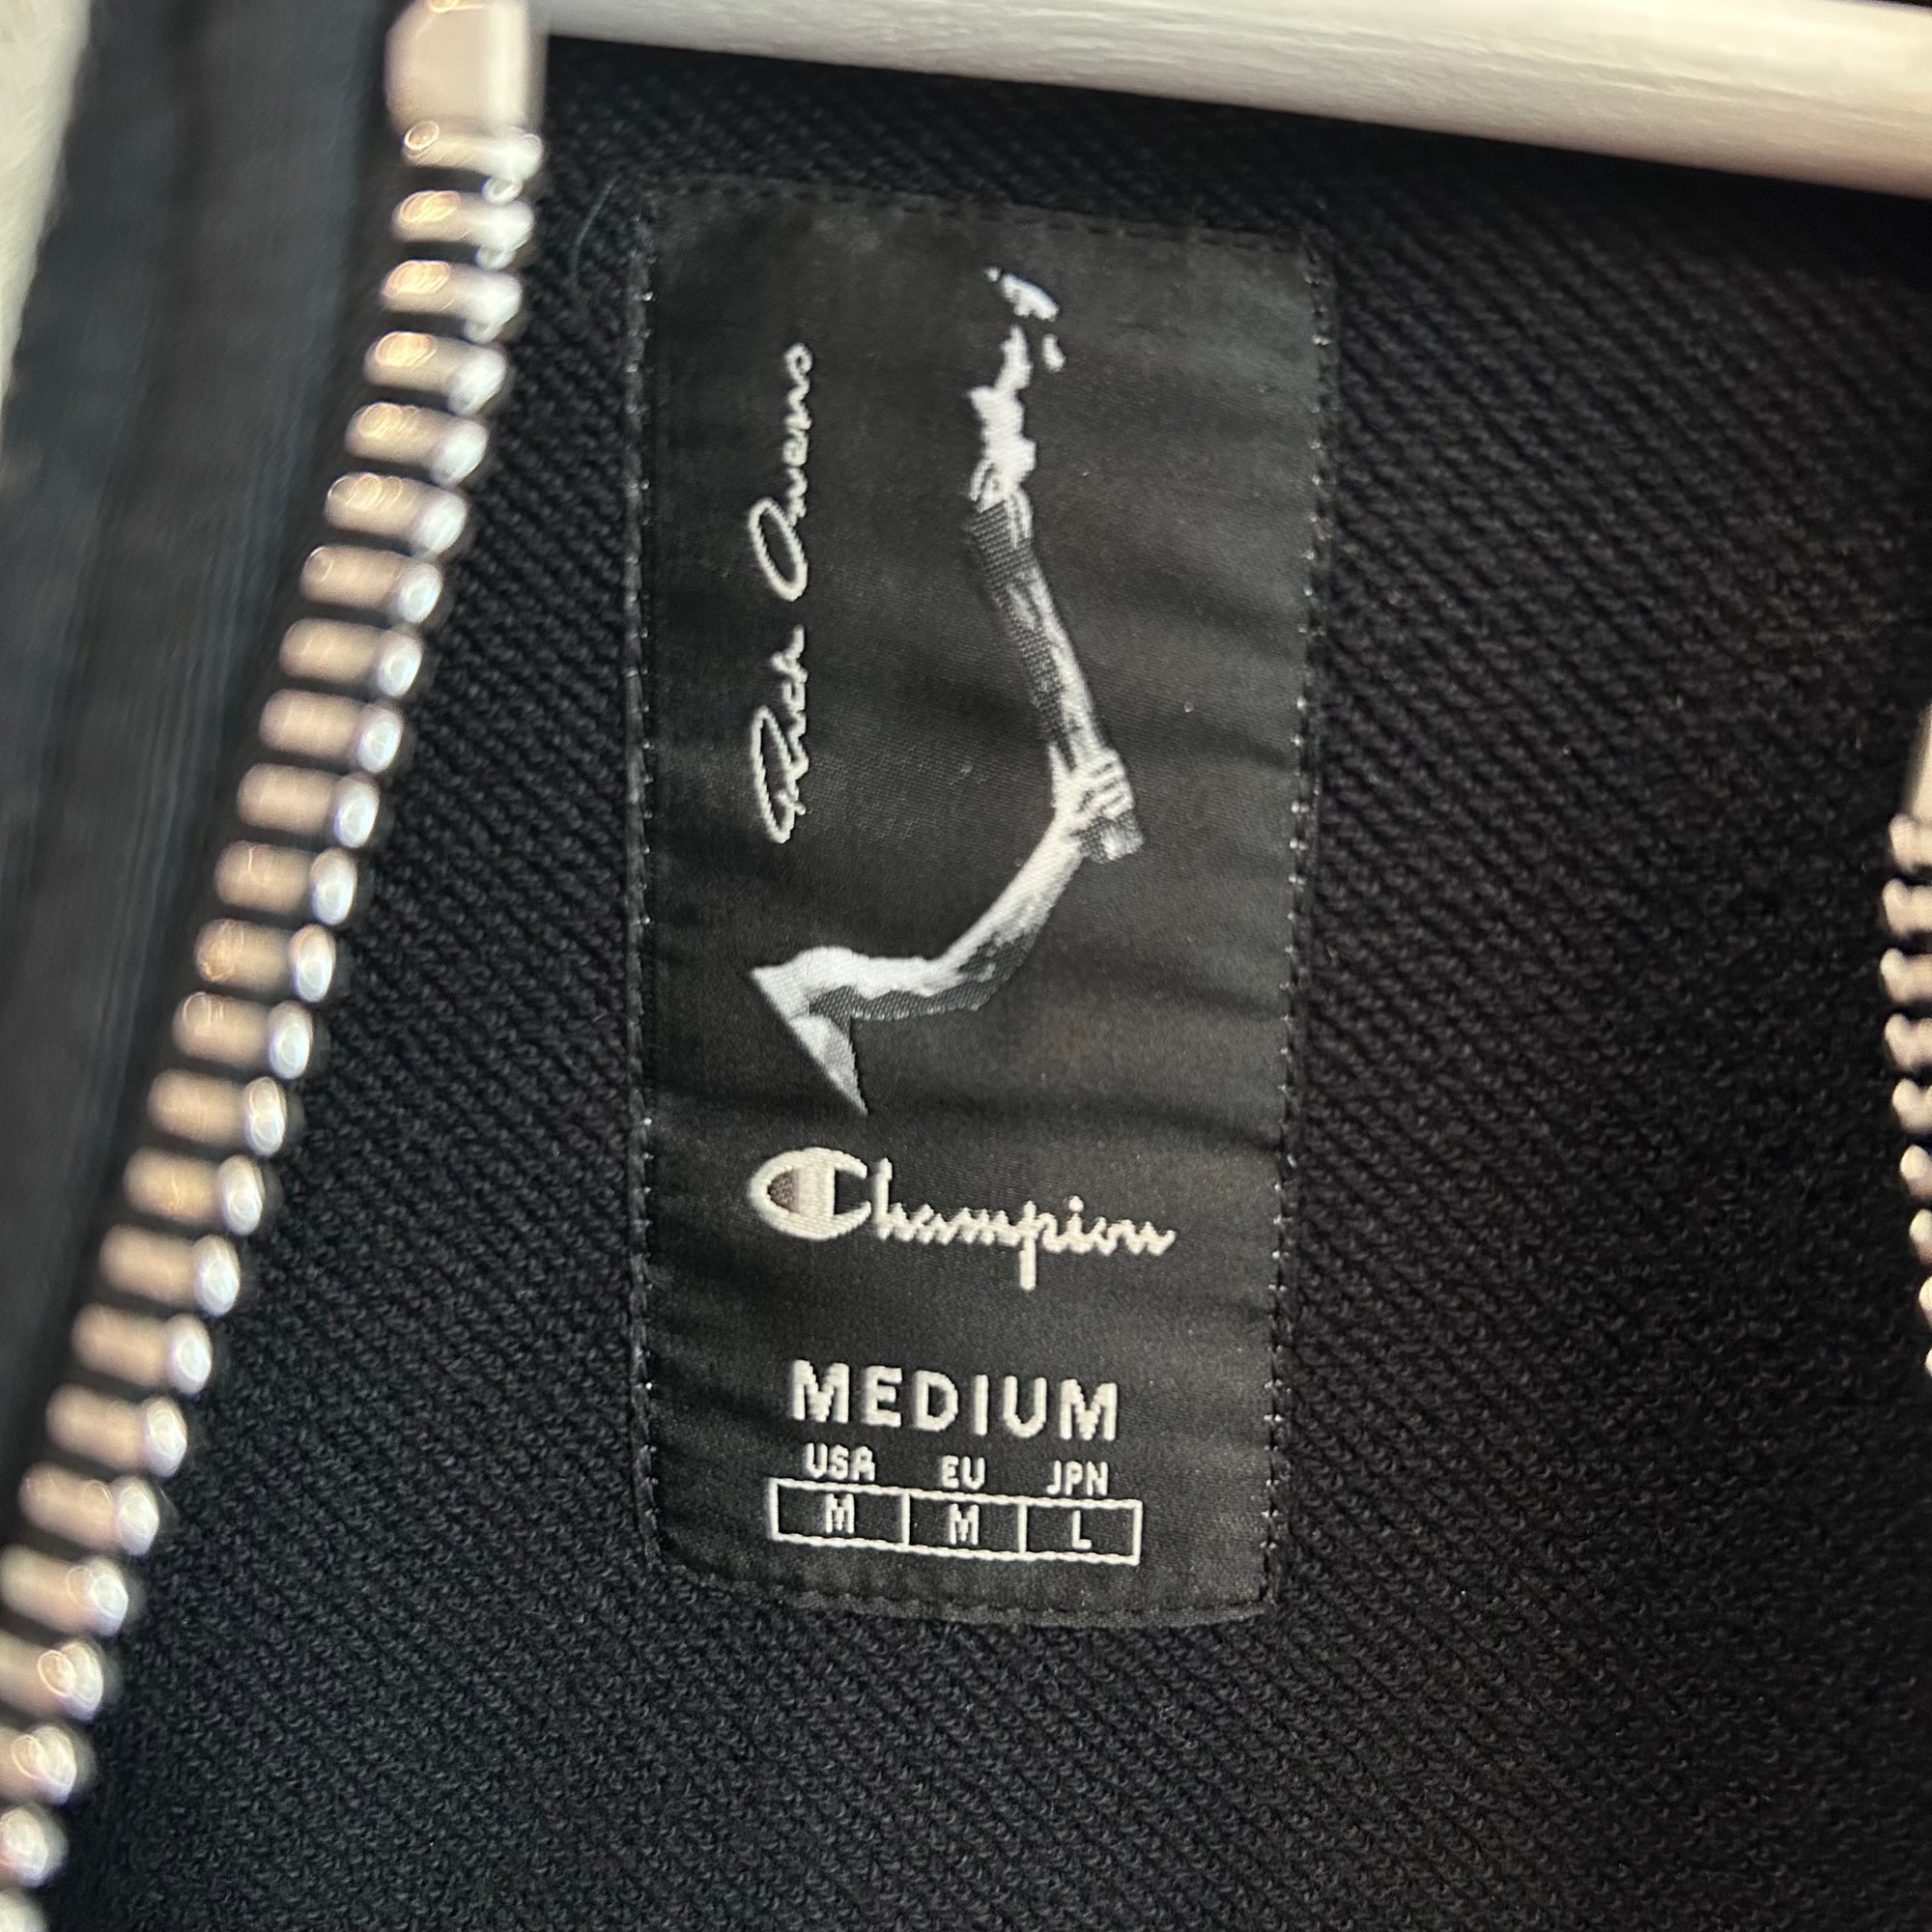 Rick Owens
Champion
MEDIUM
USA EU JPN
M M L